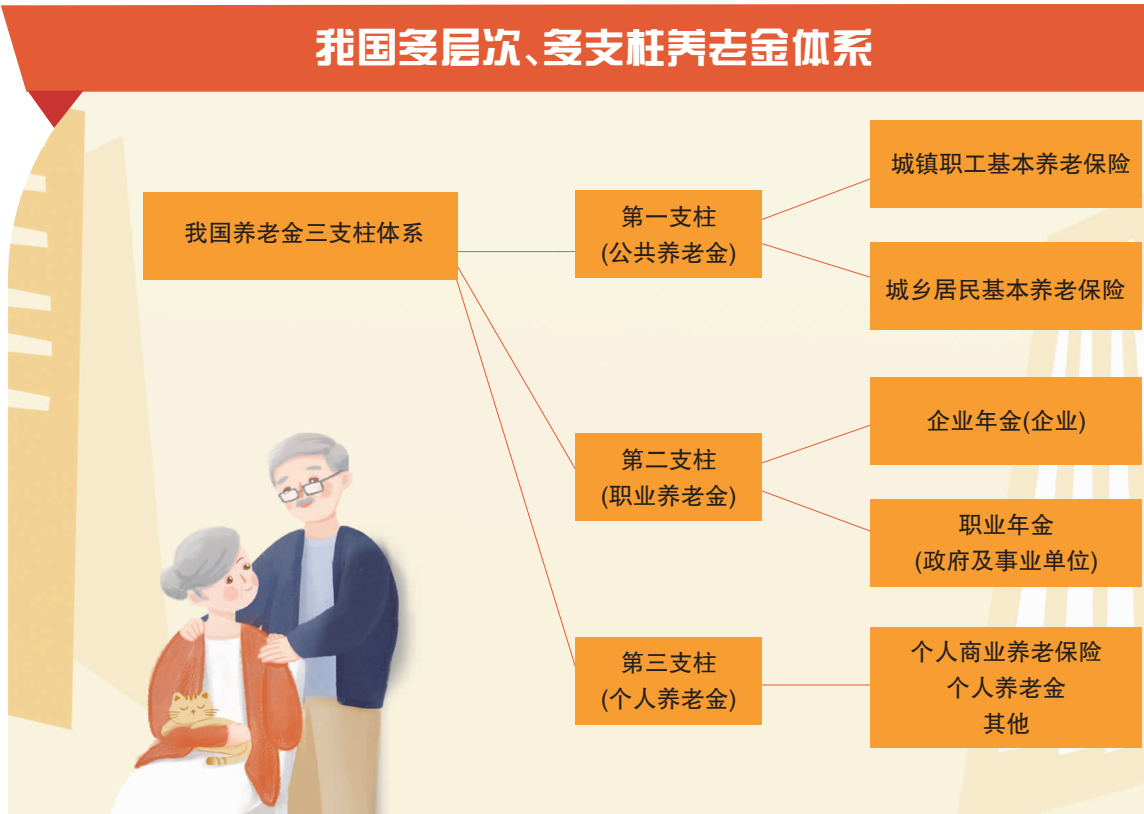 我国多层次、多支柱养老金体系
我国养老金三支柱体系
第一支柱
(公共养老金)
城镇职工基本养老保险
城乡居民基本养老保险
第二支柱
(职业养老金)
企业年金(企业)
职业年金
(政府及事业单位)
第三支柱
(个人养老金)
个人商业养老保险
个人养老金
其他